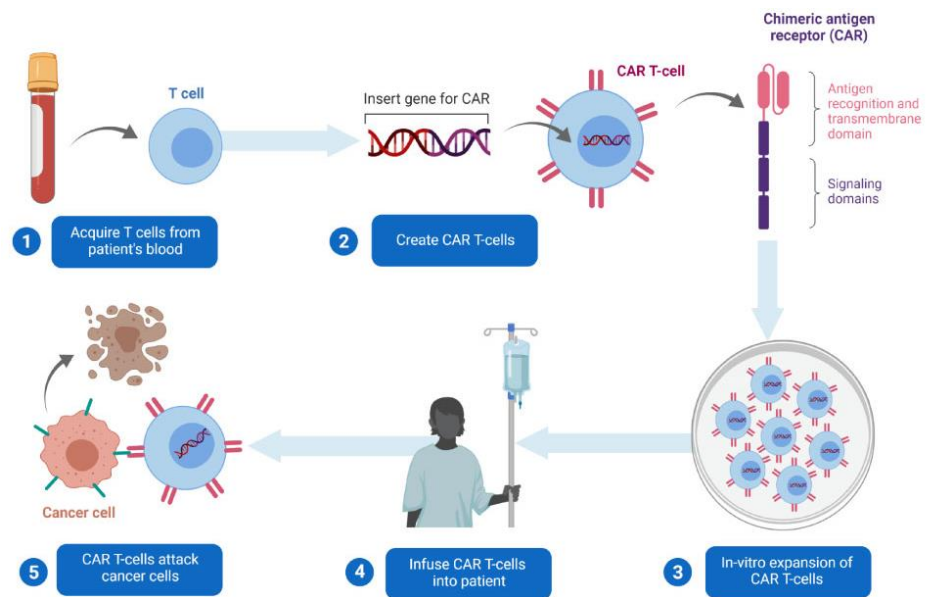 Chimeric antigen
receptor (CAR)
T cell
Insert gene for CAR
CAR T-cell
Antigen
recognition and
transmembrane
domain
Signaling
domains
1
Acquire T cells from
patient's blood
2
Create CAR T-cells
3
In-vitro expansion of
CAR T-cells
4
Infuse CAR T-cells
into patient
Cancer cell
5
CAR T-cells attack
cancer cells